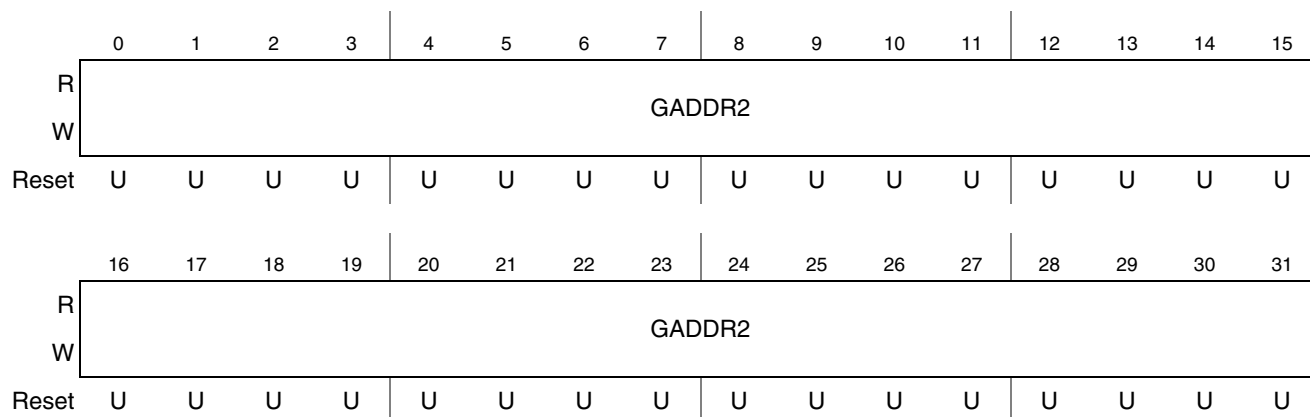 0 1 2 3 4 5 6 7 8 9 10 11 12 13 14 15
R
GADDR2
W
Reset U U U U U U U U U U U U U U U U
16 17 18 19 20 21 22 23 24 25 26 27 28 29 30 31
R
GADDR2
W
Reset U U U U U U U U U U U U U U U U